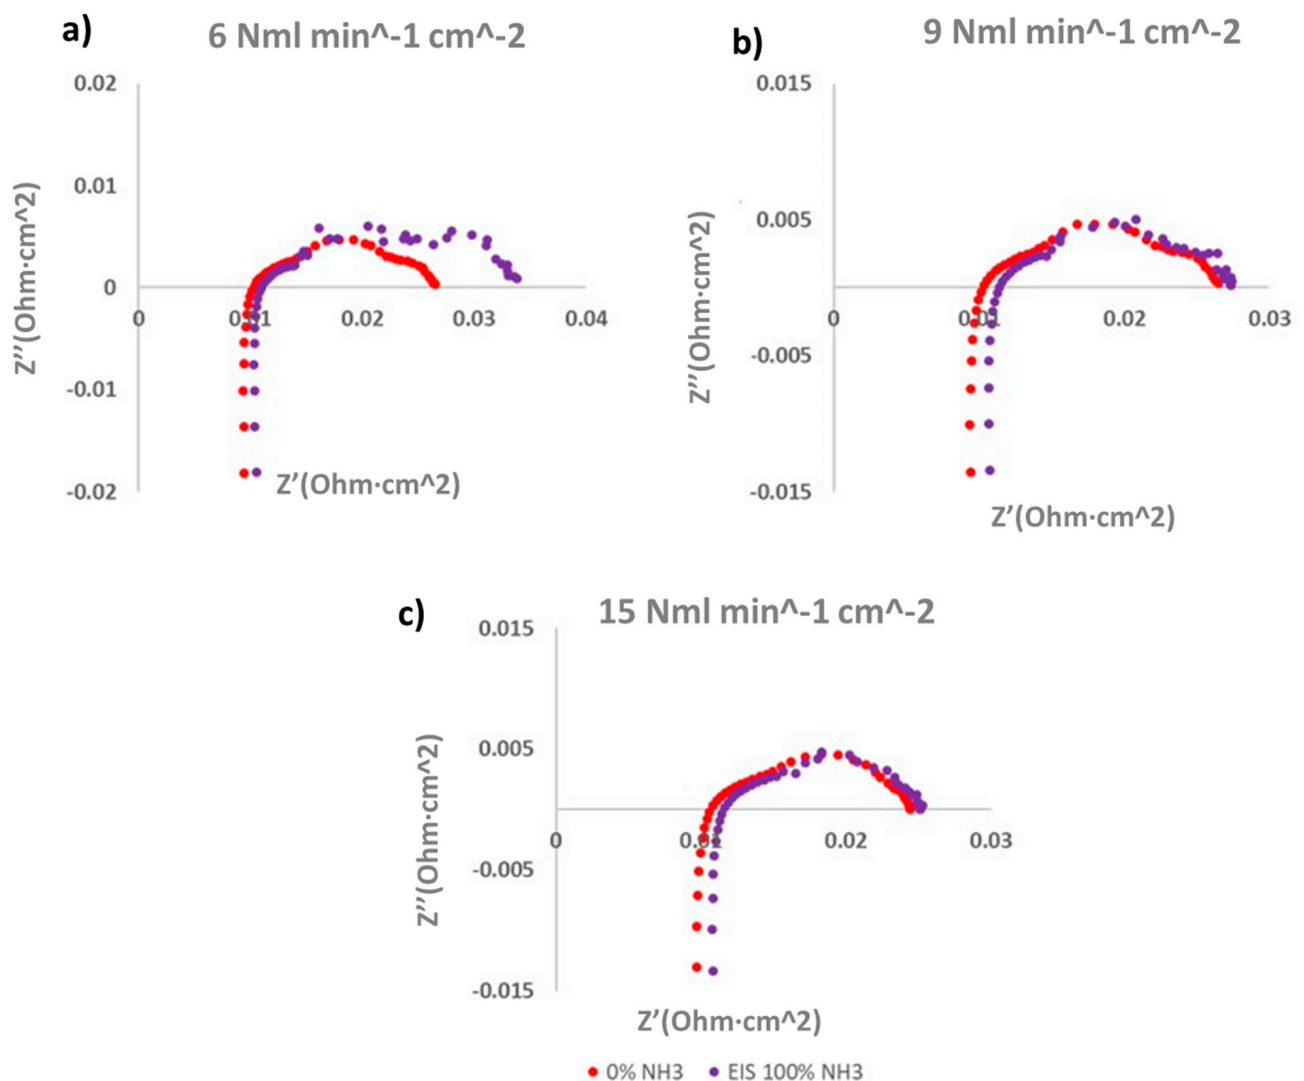 a)
6 Nml min^-1 cm^-2
0.02
0.01
0
-0.01
-0.02
0
0.01
0.02
0.03
0.04
Z’’(Ohm·cm^2)
Z’(Ohm·cm^2)
b)
9 Nml min^-1 cm^-2
0.015
0.005
-0.005
-0.015
0
0.01
0.02
0.03
Z’’(Ohm·cm^2)
Z’(Ohm·cm^2)
c)
15 Nml min^-1 cm^-2
0.015
0.005
-0.005
-0.015
0
0.01
0.02
0.03
Z’’(Ohm·cm^2)
Z’(Ohm·cm^2)
0% NH3
EIS 100% NH3